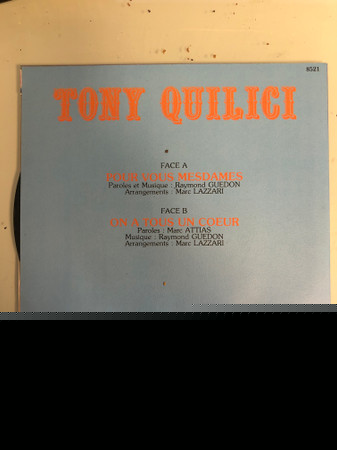 8521
TONY QUILICI
FACE A
POUR VOUS MESDAMES
Paroles et Musique : Raymond GUEDON
Arrangements : Marc LAZZARI
FACE B
ON A TOUS UN COEUR
Paroles : Marc ATTIAS
Musique : Raymond GUEDON
Arrangements : Marc LAZZARI